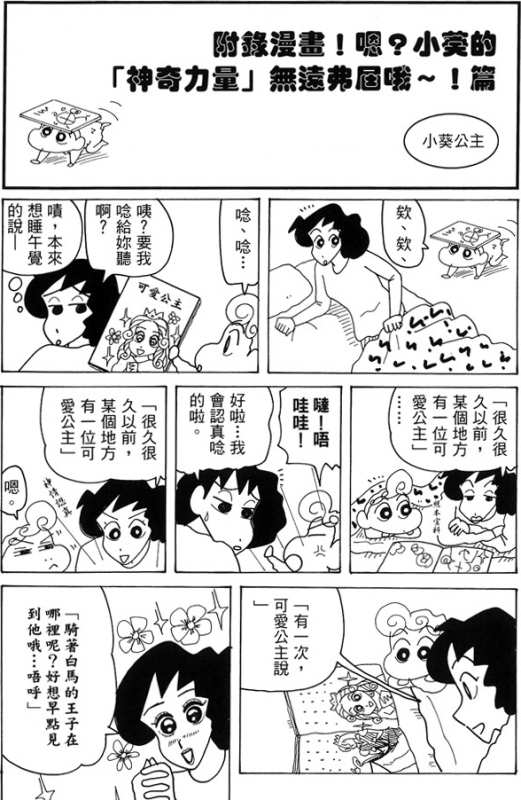 附錄漫畫！嗯？小葵的
「神奇力量」無遠弗屆哦～！篇
小葵公主
欸、欸、
唸、唸…
咦？要我
唸給妳聽
啊？
可愛公主
嘖，本來
想睡午覺
的說—
「很久很
久以前，
某個地方
有一位可
愛公主」
……
噠！唔
哇哇！
好啦…我
會認真唸
的啦。
「很久很
久以前，
某個地方
有一位可
愛公主」
神情認真
嗯。
「有一次，
可愛公主說
」
「騎著白馬的王子在
哪裡呢？好想早點見
到他哦…唔呼」